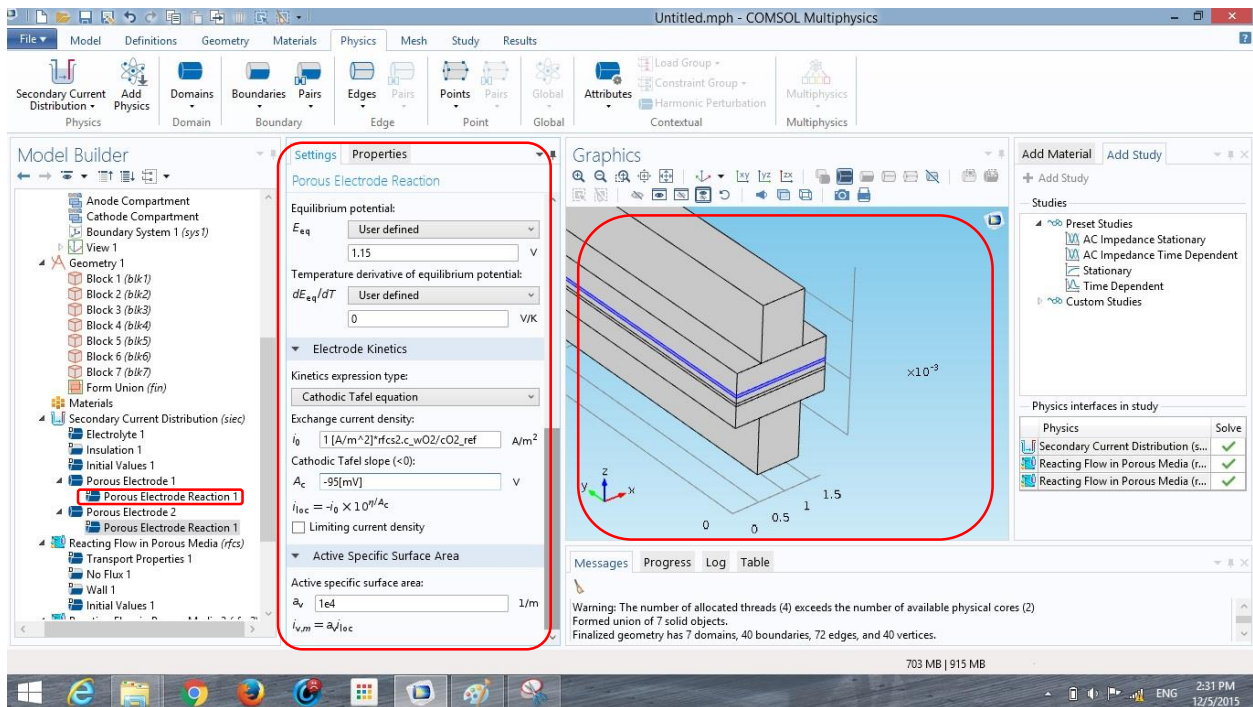 Untitled.mph - COMSOL Multiphysics
File Model Definitions Geometry Materials Physics Mesh Study Results
Secondary Current Distribution
Add Physics
Domains
Boundaries
Pairs
Edges
Pairs
Points
Pairs
Global
Attributes
Load Group
Constraint Group
Harmonic Perturbation
Multiphysics
Physics Domain Boundary Edge Point Global Contextual Multiphysics
Model Builder
Anode Compartment
Cathode Compartment
Boundary System 1 (sys1)
View 1
Geometry 1
Block 1 (blk1)
Block 2 (blk2)
Block 3 (blk3)
Block 4 (blk4)
Block 5 (blk5)
Block 6 (blk6)
Block 7 (blk7)
Form Union (fin)
Materials
Secondary Current Distribution (siec)
Electrolyte 1
Insulation 1
Initial Values 1
Porous Electrode 1
Porous Electrode Reaction 1
Porous Electrode 2
Porous Electrode Reaction 1
Reacting Flow in Porous Media (rfcs)
Transport Properties 1
No Flux 1
Wall 1
Initial Values 1
Settings Properties
Porous Electrode Reaction
Equilibrium potential:
Eeq User defined
1.15 V
Temperature derivative of equilibrium potential:
dEeq/dT User defined
0 V/K
Electrode Kinetics
Kinetics expression type:
Cathodic Tafel equation
Exchange current density:
i0 1 [A/m^2]*rfcs2.c_wO2/cO2_ref A/m²
Cathodic Tafel slope (<0):
Ac -95[mV] V
iloc = -i0 × 10^η/Ac
Limiting current density
Active Specific Surface Area
Active specific surface area:
av 1e4 1/m
iv,m = aviloc
Graphics
xy yz zx
×10⁻³
z
y x
0 0 0.5 1 1.5
Messages Progress Log Table
Warning: The number of allocated threads (4) exceeds the number of available physical cores (2)
Formed union of 7 solid objects.
Finalized geometry has 7 domains, 40 boundaries, 72 edges, and 40 vertices.
Add Material Add Study
+ Add Study
Studies
Preset Studies
AC Impedance Stationary
AC Impedance Time Dependent
Stationary
Time Dependent
Custom Studies
Physics interfaces in study
Physics Solve
Secondary Current Distribution (s...
Reacting Flow in Porous Media (r...
Reacting Flow in Porous Media (r...
703 MB | 915 MB
ENG
2:31 PM
12/5/2015